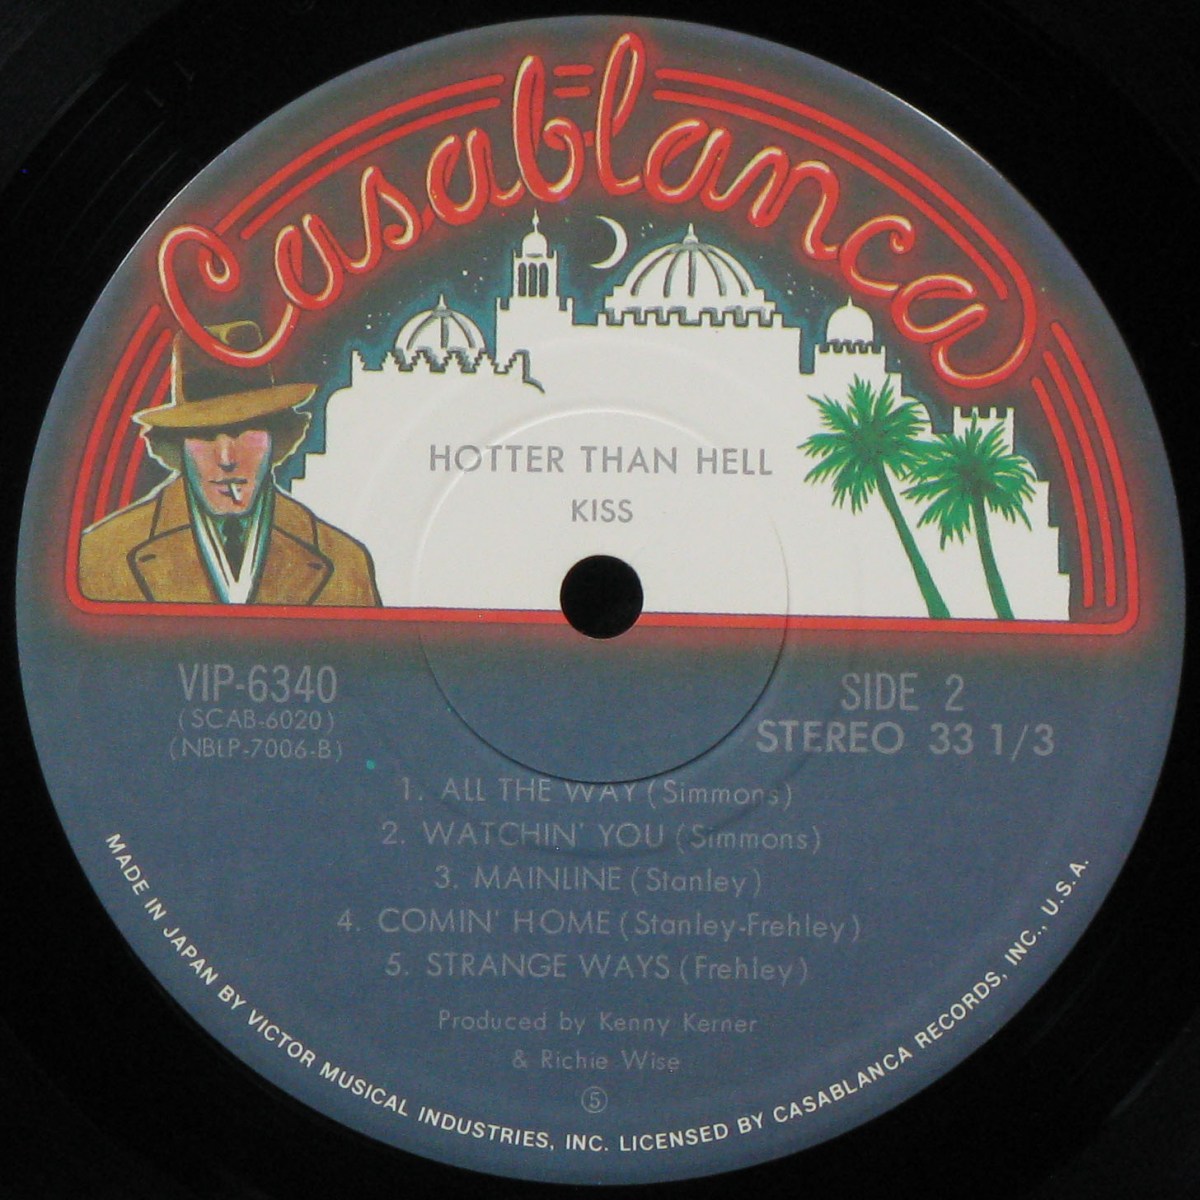 Casablanca
HOTTER THAN HELL
KISS
VIP-6340
(SCAB-6020)
(NBLP-7006-B)
SIDE 2
STEREO 33 1/3
1. ALL THE WAY (Simmons)
2. WATCHIN' YOU (Simmons)
3. MAINLINE (Stanley)
4. COMIN' HOME (Stanley-Frehley)
5. STRANGE WAYS (Frehley)
Produced by Kenny Kerner
& Richie Wise
⑤
MADE IN JAPAN BY VICTOR MUSICAL INDUSTRIES, INC. LICENSED BY CASABLANCA RECORDS, INC., U.S.A.